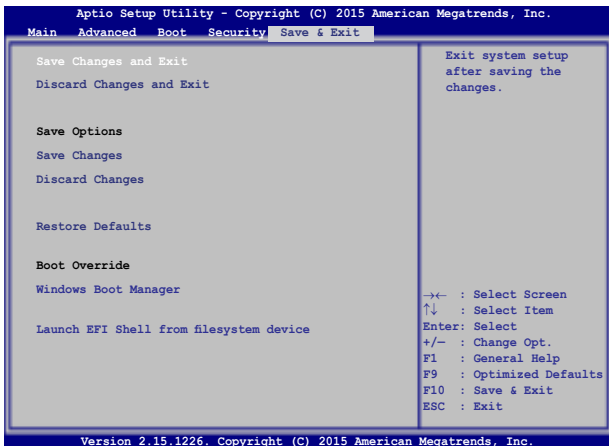 Aptio Setup Utility - Copyright (C) 2015 American Megatrends, Inc.
Main Advanced Boot Security Save & Exit
Save Changes and Exit
Discard Changes and Exit
Save Options
Save Changes
Discard Changes
Restore Defaults
Boot Override
Windows Boot Manager
Launch EFI Shell from filesystem device
Exit system setup
after saving the
changes.
→← : Select Screen
↑↓ : Select Item
Enter: Select
+/— : Change Opt.
F1 : General Help
F9 : Optimized Defaults
F10 : Save & Exit
ESC : Exit
Version 2.15.1226. Copyright (C) 2015 American Megatrends, Inc.